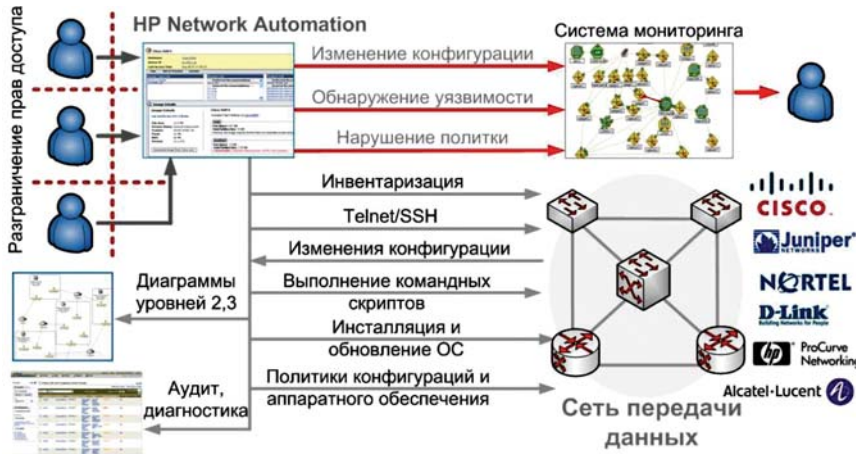 HP Network Automation
Система мониторинга
Разграничение прав доступа
Изменение конфигурации
Обнаружение уязвимости
Нарушение политки
Инвентаризация
Telnet/SSH
Изменения конфигурации
Диаграммы
уровней 2,3
Выполнение командных
скриптов
Инсталляция и
обновление ОС
Аудит,
диагностика
Политики конфигураций и
аппаратного обеспечения
Сеть передачи
данных
CISCO
Juniper
NETWORKS
NORTEL
D-Link
Building Networks for People
hp
ProCurve
Networking
Alcatel·Lucent